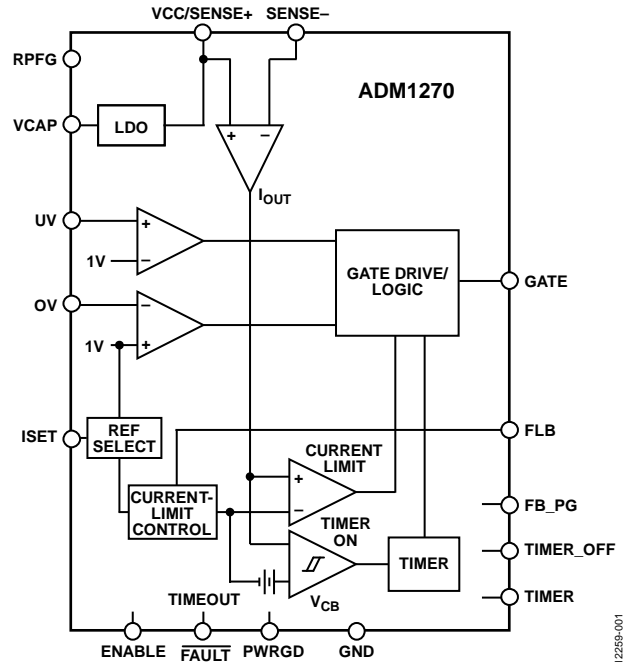 VCC/SENSE+ SENSE–
RPFG
ADM1270
VCAP
LDO
+ –
IOUT
UV
+
1V
–
GATE DRIVE/
LOGIC
GATE
OV
–
1V
+
ISET
REF
SELECT
FLB
CURRENT
LIMIT
+
CURRENT-
LIMIT
CONTROL
–
FB_PG
TIMER
ON
TIMER_OFF
TIMER
VCB
TIMEOUT
TIMER
ENABLE FAULT PWRGD GND
12259-001